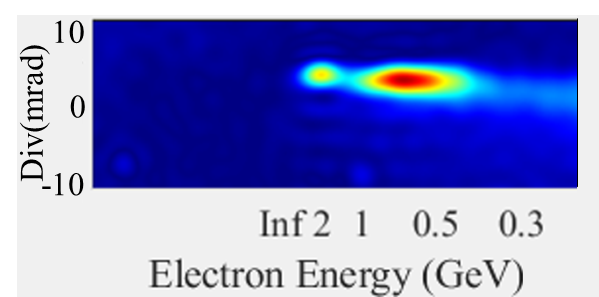 10
0
-10
Div(mrad)
Inf 2 1 0.5 0.3
Electron Energy (GeV)